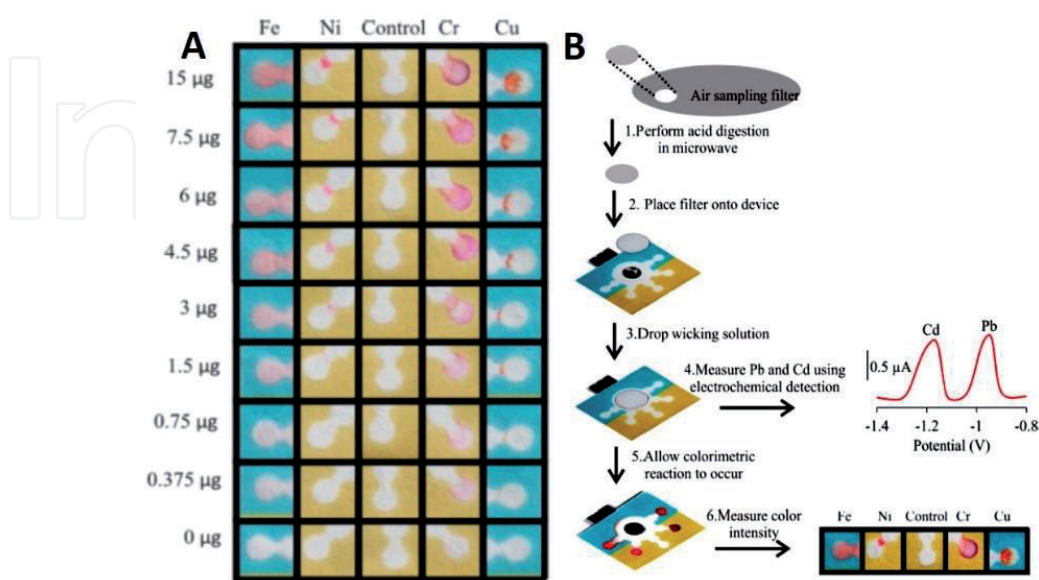 A
Fe Ni Control Cr Cu
15 µg
7.5 µg
6 µg
4.5 µg
3 µg
1.5 µg
0.75 µg
0.375 µg
0 µg
B
Air sampling filter
1.Perform acid digestion
in microwave
2. Place filter onto device
3.Drop wicking solution
4.Measure Pb and Cd using
electrochemical detection
Cd Pb
0.5 µA
-1.4 -1.2 -1 -0.8
Potential (V)
5.Allow colorimetric
reaction to occur
6.Measure color
intensity
Fe Ni Control Cr Cu